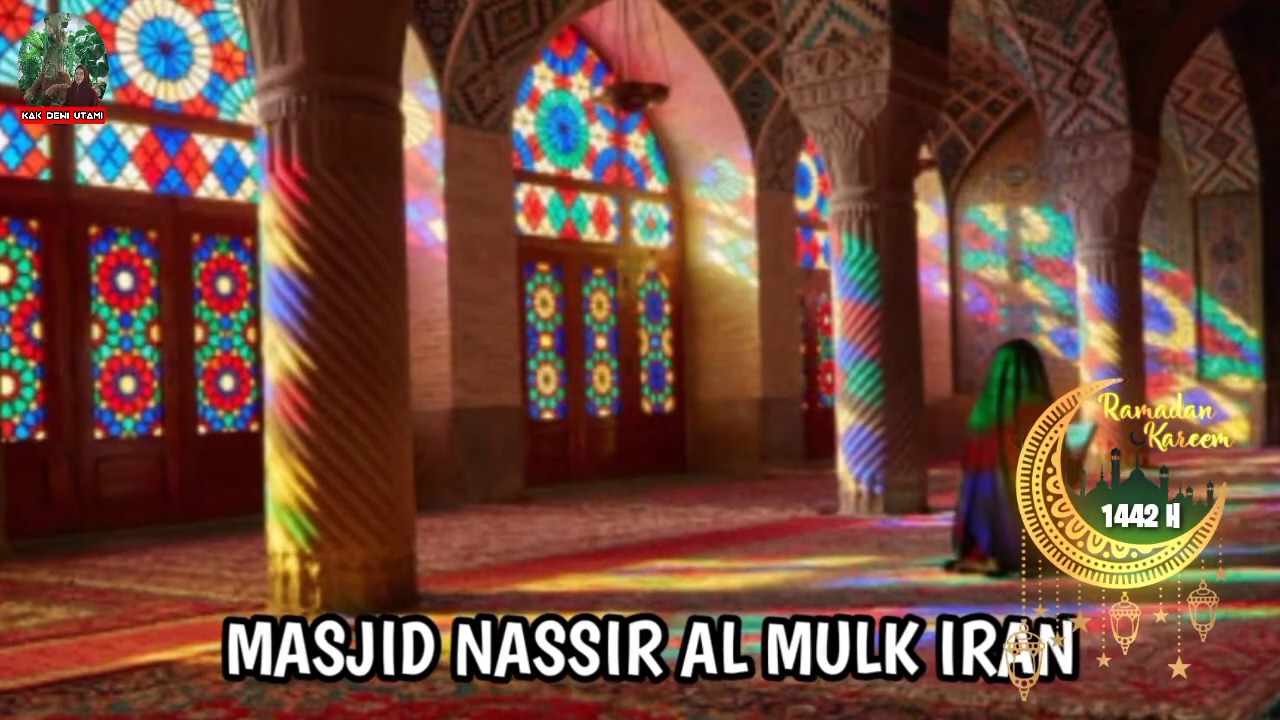 KAK DEWI UTAMI
Ramadan
Kareem
1442 H
MASJID NASSIR AL MULK IRAN